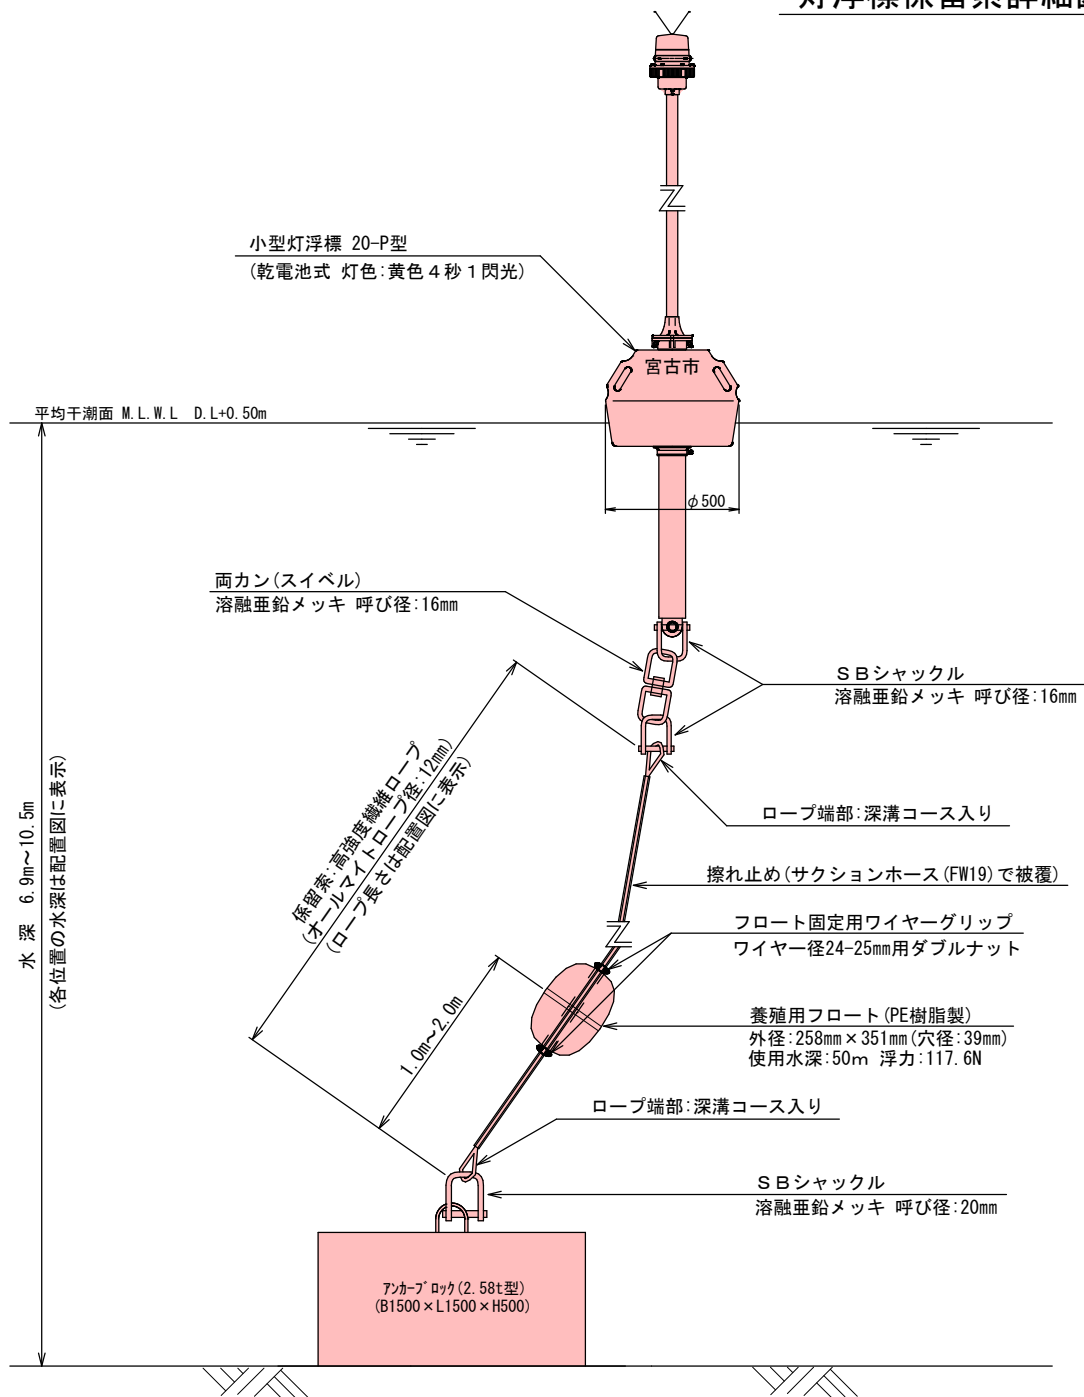 灯浮標係留索詳細図
小型灯浮標 20-P型
(乾電池式 灯色:黄色4秒1閃光)
宮古市
平均干潮面 M.L.W.L D.L+0.50m
φ500
両カン(スイベル)
溶融亜鉛メッキ 呼び径:16mm
SBシャックル
溶融亜鉛メッキ 呼び径:16mm
係留索:高強度繊維ロープ
(オールマイトロープ径:12mm)
(ロープ長さは配置図に表示)
水 深 6.9m～10.5m
(各位置の水深は配置図に表示)
ロープ端部:深溝コース入り
擦れ止め(サクションホース(FW19)で被覆)
フロート固定用ワイヤーグリップ
ワイヤー径24-25mm用ダブルナット
1.0m～2.0m
養殖用フロート(PE樹脂製)
外径:258mm×351mm(穴径:39mm)
使用水深:50m 浮力:117.6N
ロープ端部:深溝コース入り
SBシャックル
溶融亜鉛メッキ 呼び径:20mm
ｱﾝｶｰﾌﾞﾛｯｸ(2.58t型)
(B1500×L1500×H500)